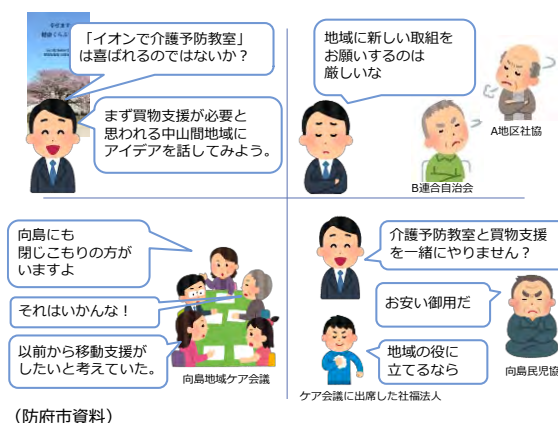 「イオンで介護予防教室」
は喜ばれるのではないか？
まず買物支援が必要と
思われる中山間地域に
アイデアを話してみよう。
地域に新しい取組を
お願いするのは
厳しいな
A地区社協
B連合自治会
向島にも
閉じこもりの方が
いますよ
それはいかんな！
以前から移動支援が
したいと考えていた。
向島地域ケア会議
介護予防教室と買物支援
を一緒にやりません？
お安い御用だ
向島民児協
地域の役に
立てるなら
ケア会議に出席した社福法人
（防府市資料）